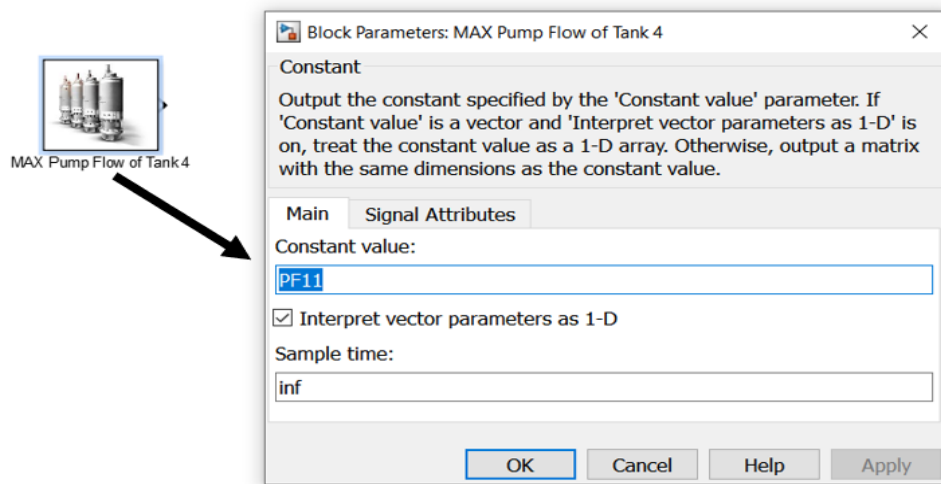 Block Parameters: MAX Pump Flow of Tank 4
Constant
Output the constant specified by the 'Constant value' parameter. If
'Constant value' is a vector and 'Interpret vector parameters as 1-D' is
on, treat the constant value as a 1-D array. Otherwise, output a matrix
with the same dimensions as the constant value.
MAX Pump Flow of Tank 4
Main Signal Attributes
Constant value:
PF11
Interpret vector parameters as 1-D
Sample time:
inf
OK Cancel Help Apply